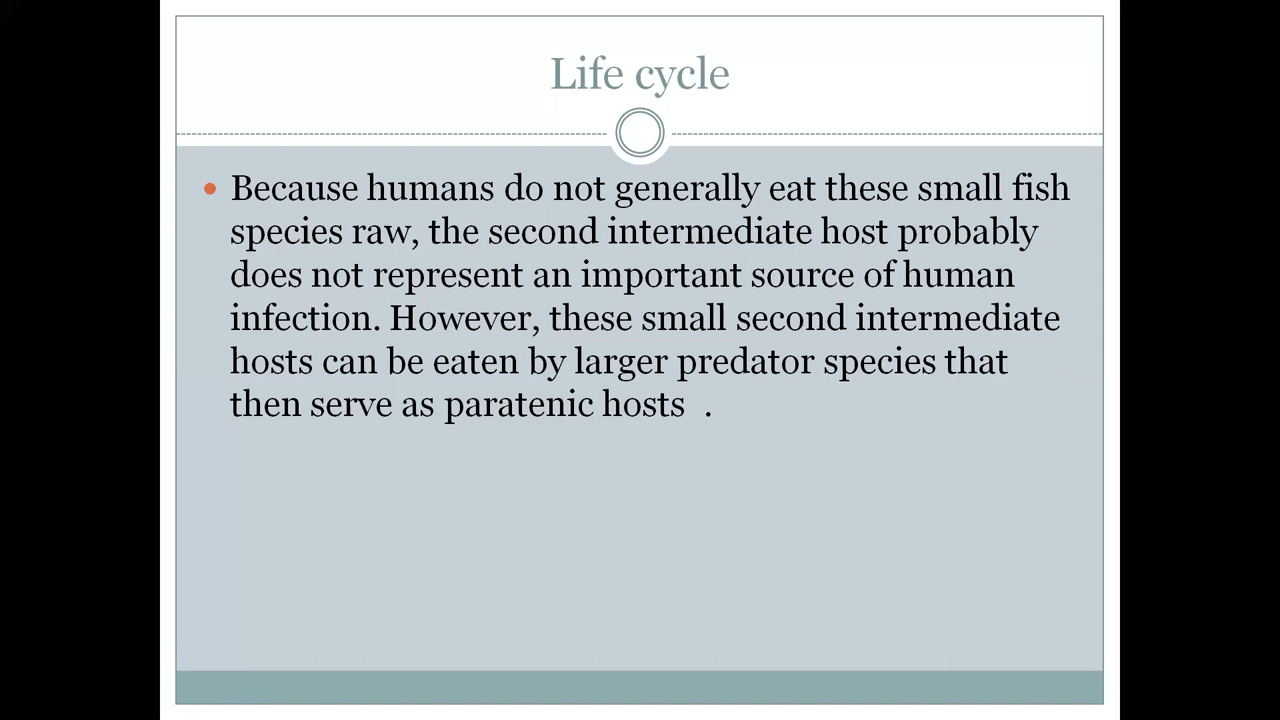 Life cycle
Because humans do not generally eat these small fish
species raw, the second intermediate host probably
does not represent an important source of human
infection. However, these small second intermediate
hosts can be eaten by larger predator species that
then serve as paratenic hosts .